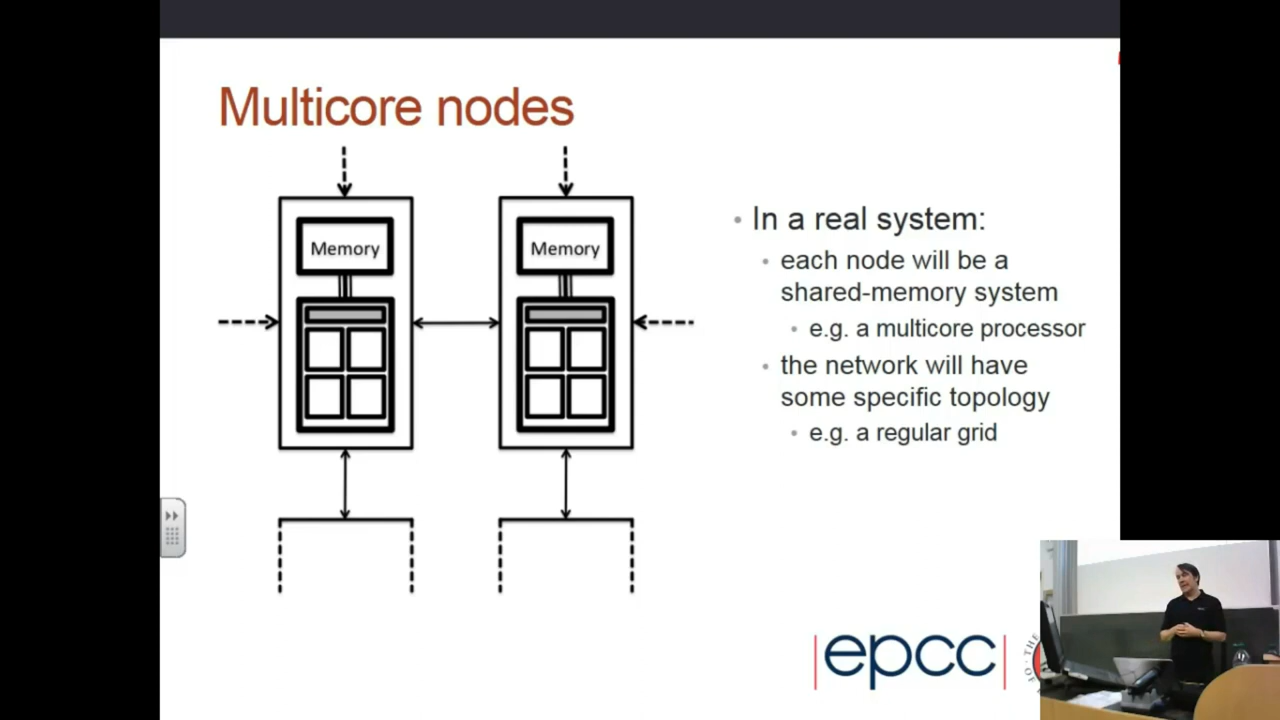 Multicore nodes
Memory
Memory
• In a real system:
• each node will be a
shared-memory system
• e.g. a multicore processor
• the network will have
some specific topology
• e.g. a regular grid
|epcc|
THE